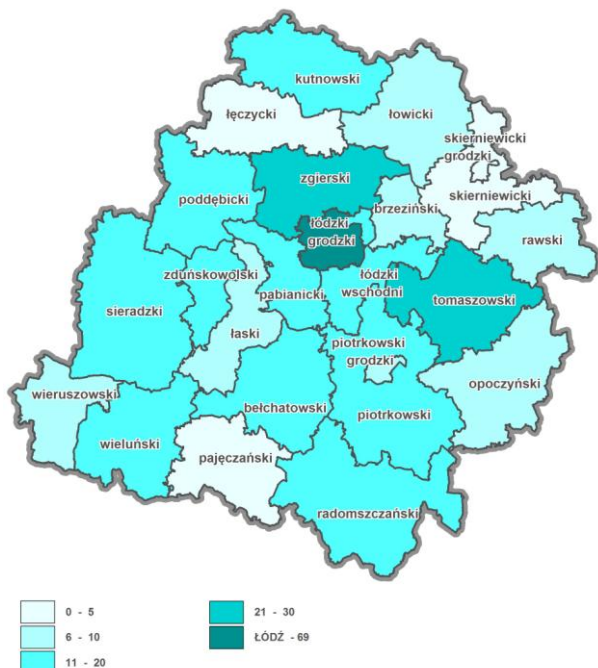 kutnowski
łęczycki
łowicki
skierniewicki
grodzki
zgierski
skierniewicki
poddębicki
brzeziński
łódzki
grodzki
rawski
zduńskowolski
łódzki
wschodni
pabianicki
tomaszowski
sieradzki
łaski
piotrkowski
grodzki
opoczyński
wieruszowski
bełchatowski
piotrkowski
wieluński
pajęczański
radomszczański
0 - 5
21 - 30
6 - 10
ŁÓDŹ - 69
11 - 20